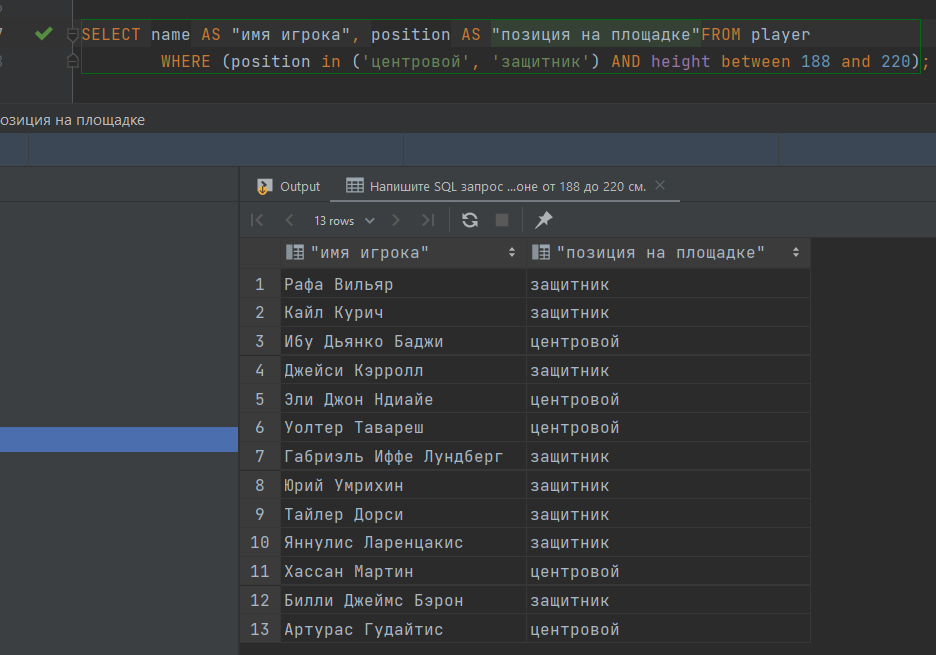 SELECT name AS "имя игрока", position AS "позиция на площадке"FROM player
WHERE (position in ('центровой', 'защитник') AND height between 188 and 220);
озиция на площадке
Output Напишите SQL запрос ...оне от 188 до 220 см.
13 rows
"имя игрока" "позиция на площадке"
1 Рафа Вильяр защитник
2 Кайл Курич защитник
3 Ибу Дьянко Баджи центровой
4 Джейси Кэрролл защитник
5 Эли Джон Ндиайе центровой
6 Уолтер Тавареш центровой
7 Габриэль Иффе Лундберг защитник
8 Юрий Умрихин защитник
9 Тайлер Дорси защитник
10 Яннулис Ларенцакис защитник
11 Хассан Мартин центровой
12 Билли Джеймс Бэрон защитник
13 Артурас Гудайтис центровой